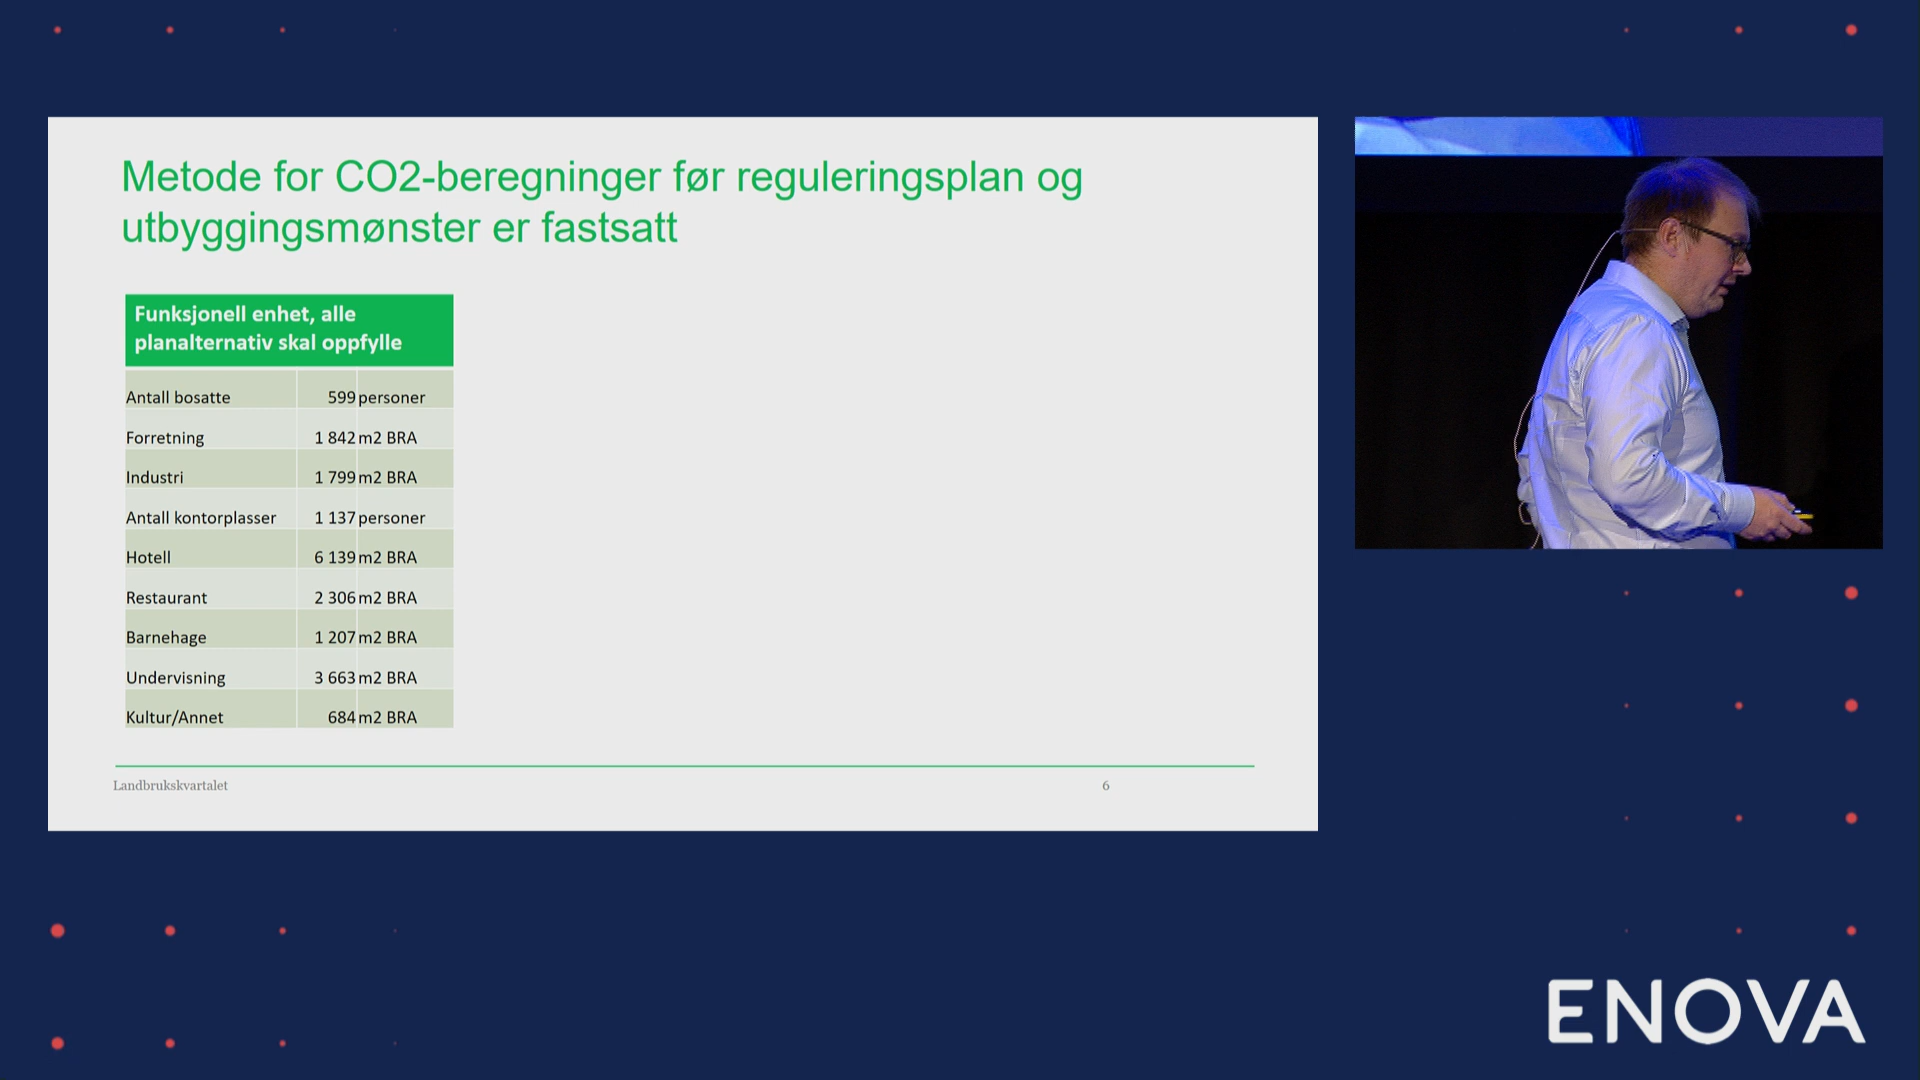 Metode for CO2-beregninger før reguleringsplan og
utbyggingsmønster er fastsatt
Funksjonell enhet, alle
planalternativ skal oppfylle
Antall bosatte 599 personer
Forretning 1 842 m2 BRA
Industri 1 799 m2 BRA
Antall kontorplasser 1 137 personer
Hotell 6 139 m2 BRA
Restaurant 2 306 m2 BRA
Barnehage 1 207 m2 BRA
Undervisning 3 663 m2 BRA
Kultur/Annet 684 m2 BRA
Landbrukskvartalet 6
ENOVA